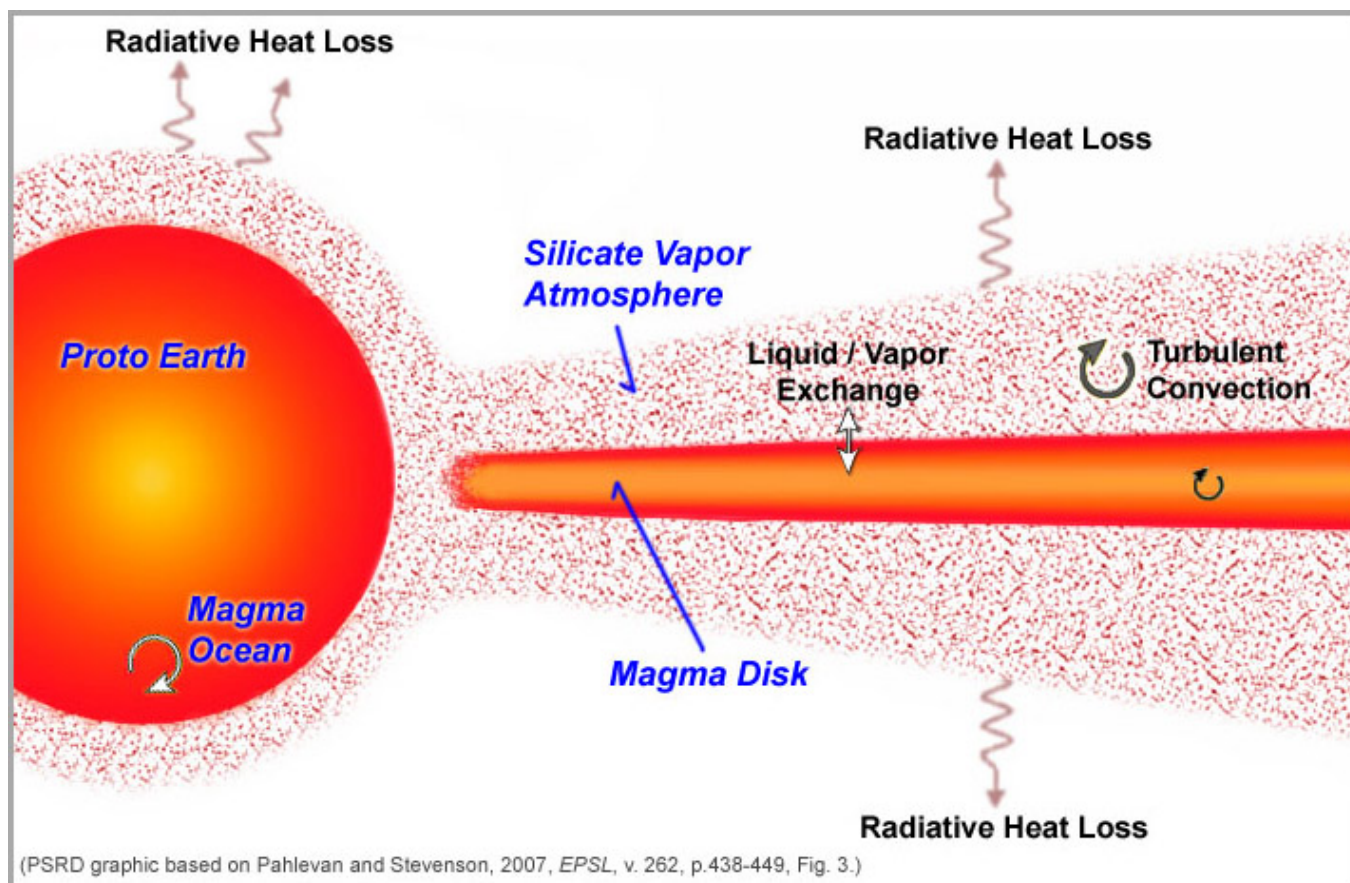 Radiative Heat Loss
Radiative Heat Loss
Silicate Vapor
Atmosphere
Liquid / Vapor
Exchange
Turbulent
Convection
Proto Earth
Magma
Ocean
Magma Disk
Radiative Heat Loss
(PSRD graphic based on Pahlevan and Stevenson, 2007, EPSL, v. 262, p.438-449, Fig. 3.)